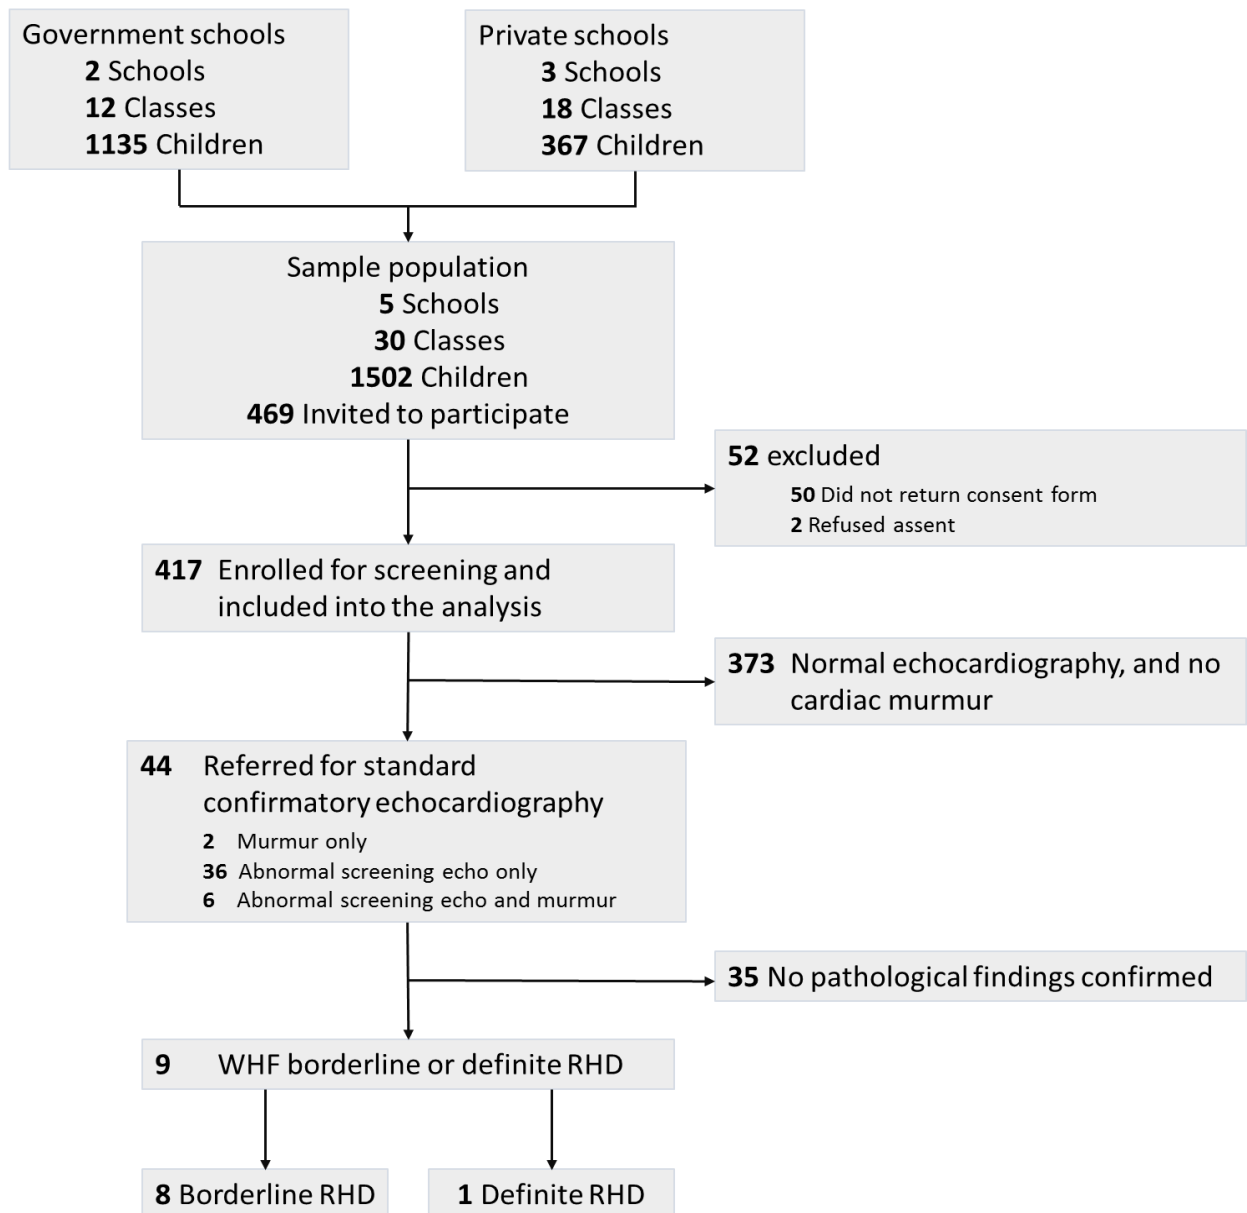 Government schools
2 Schools
12 Classes
1135 Children
Private schools
3 Schools
18 Classes
367 Children
Sample population
5 Schools
30 Classes
1502 Children
469 Invited to participate
52 excluded
50 Did not return consent form
2 Refused assent
417 Enrolled for screening and
included into the analysis
373 Normal echocardiography, and no
cardiac murmur
44 Referred for standard
confirmatory echocardiography
2 Murmur only
36 Abnormal screening echo only
6 Abnormal screening echo and murmur
35 No pathological findings confirmed
9 WHF borderline or definite RHD
8 Borderline RHD
1 Definite RHD